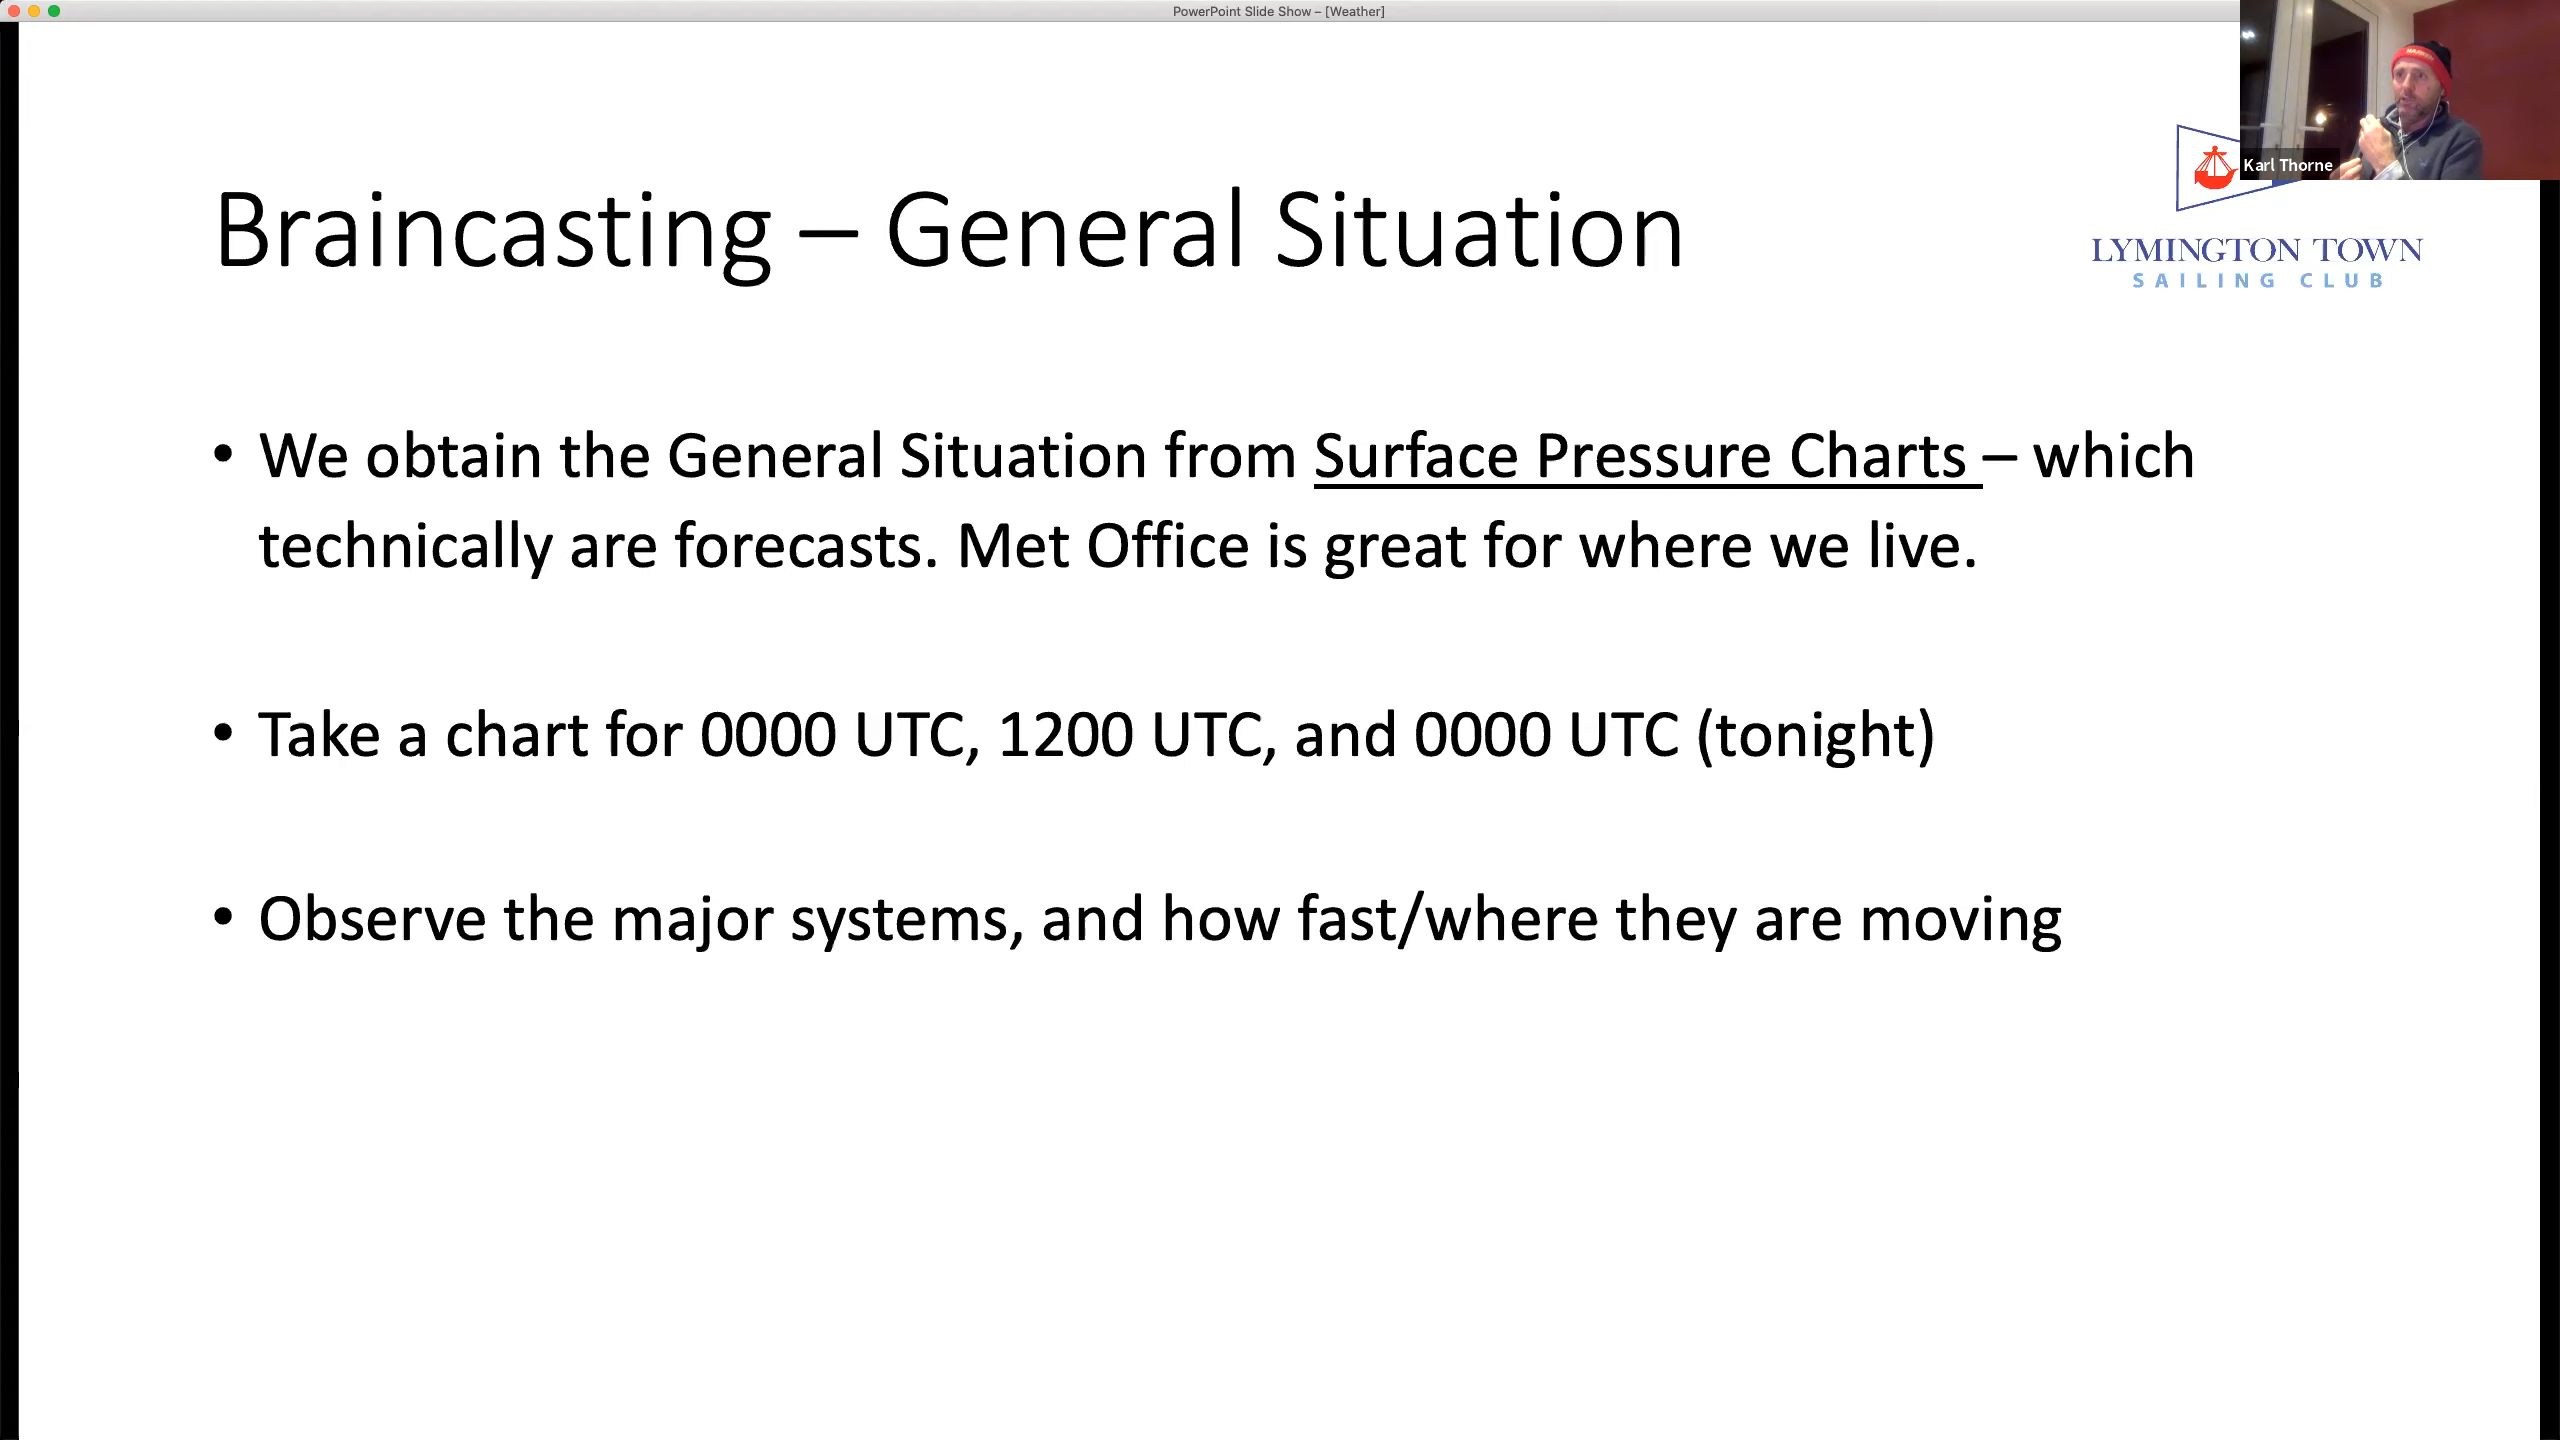 PowerPoint Slide Show – [Weather]
Karl Thorne
Braincasting – General Situation
LYMINGTON TOWN
SAILING CLUB
• We obtain the General Situation from Surface Pressure Charts – which
technically are forecasts. Met Office is great for where we live.
• Take a chart for 0000 UTC, 1200 UTC, and 0000 UTC (tonight)
• Observe the major systems, and how fast/where they are moving